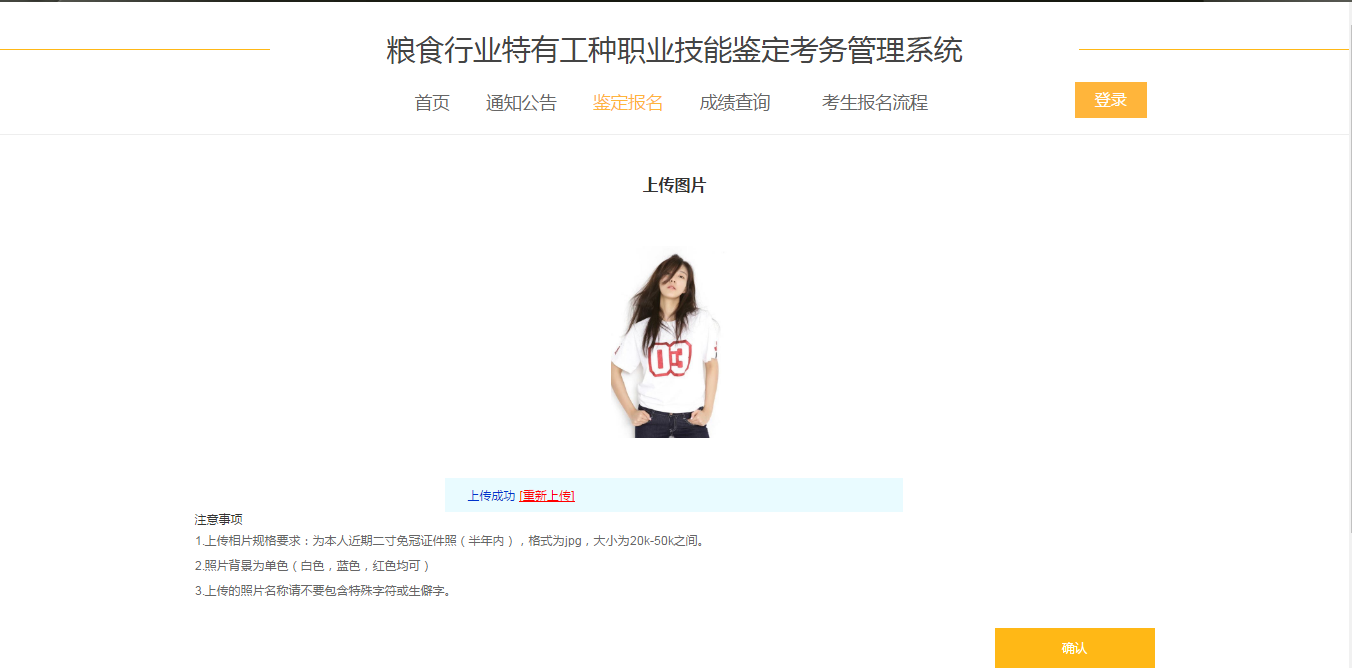 粮食行业特有工种职业技能鉴定考务管理系统
首页 通知公告 鉴定报名 成绩查询 考生报名流程 登录
上传图片
03
上传成功 [重新上传]
注意事项
1.上传相片规格要求：为本人近期二寸免冠证件照（半年内），格式为jpg，大小为20k-50k之间。
2.照片背景为单色（白色，蓝色，红色均可）
3.上传的照片名称请不要包含特殊字符或生僻字。
确认